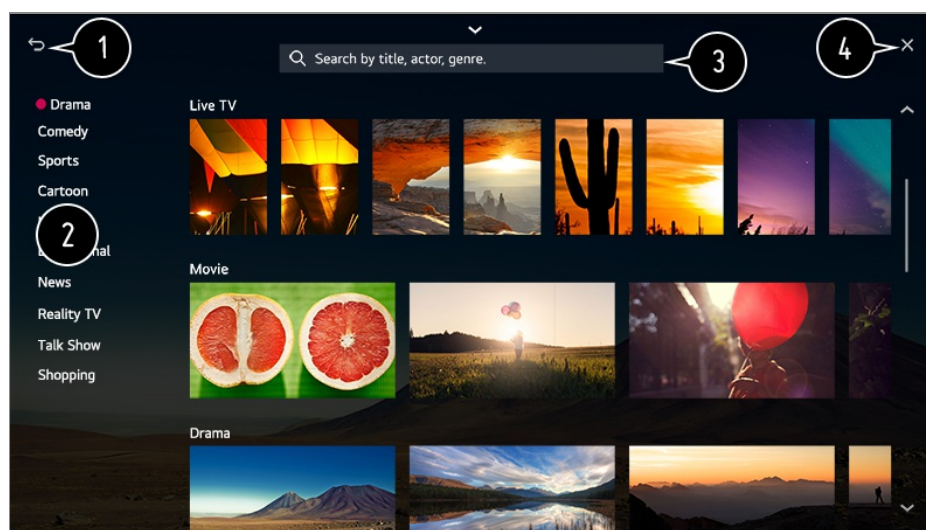 1
4
Search by title, actor, genre.
3
Drama
Comedy
Sports
Cartoon
2
nal
News
Reality TV
Talk Show
Shopping
Live TV
Movie
Drama